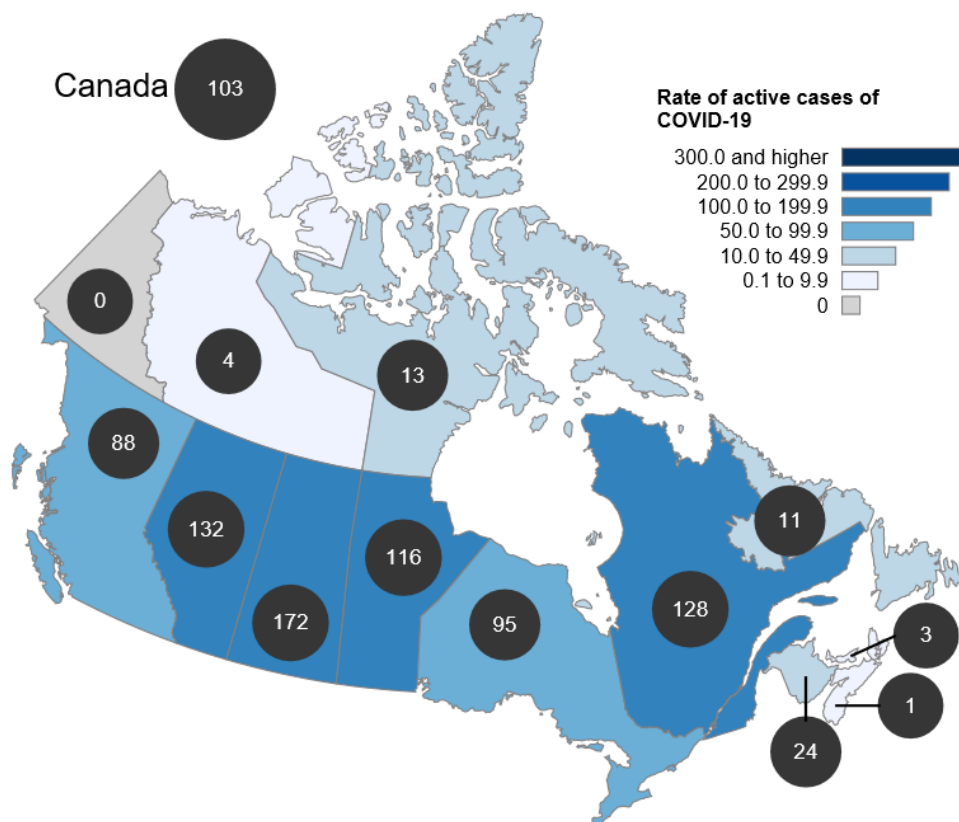 Canada
103
Rate of active cases of
COVID-19
300.0 and higher
200.0 to 299.9
100.0 to 199.9
50.0 to 99.9
10.0 to 49.9
0.1 to 9.9
0
0
4
13
88
132
172
116
95
128
11
3
1
24